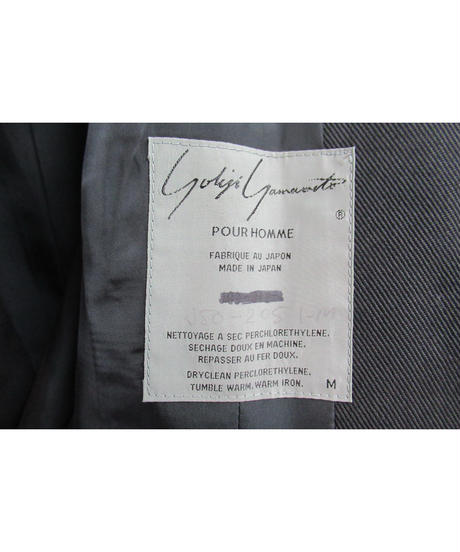 Yohji Yamamoto
®
POUR HOMME
FABRIQUE AU JAPON
MADE IN JAPAN
NETTOYAGE A SEC PERCHLORETHYLENE.
SECHAGE DOUX EN MACHINE.
REPASSER AU FER DOUX.
DRYCLEAN PERCLORETHYLENE,
TUMBLE WARM, WARM IRON. M